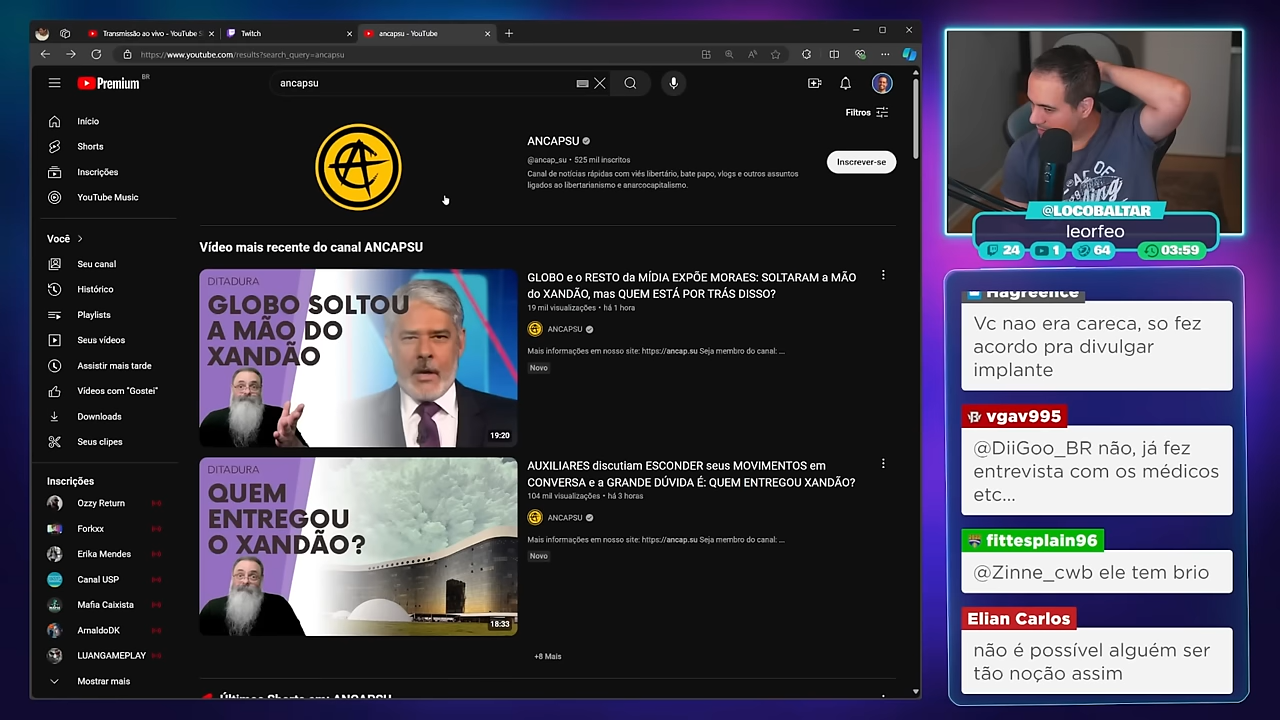 Transmissão ao vivo - YouTube S
Twitch
ancapsu - YouTube
https://www.youtube.com/results?search_query=ancapsu
Premium
BR
ancapsu
Filtros
Início
Shorts
Inscrições
YouTube Music
Você
Seu canal
Histórico
Playlists
Seus vídeos
Assistir mais tarde
Vídeos com "Gostei"
Downloads
Seus clipes
Inscrições
Ozzy Return
Forkxx
Erika Mendes
Canal USP
Mafia Caixista
ArnaldoDK
LUANGAMEPLAY
Mostrar mais
ANCAPSU
@ancap_su • 525 mil inscritos
Canal de notícias rápidas com viés libertário, bate papo, vlogs e outros assuntos
ligados ao libertarianismo e anarcocapitalismo.
Inscrever-se
Vídeo mais recente do canal ANCAPSU
DITADURA
GLOBO SOLTOU
A MÃO DO
XANDÃO
19:20
GLOBO e o RESTO da MÍDIA EXPÕE MORAES: SOLTARAM a MÃO
do XANDÃO, mas QUEM ESTÁ POR TRÁS DISSO?
19 mil visualizações • há 1 hora
ANCAPSU
Mais informações em nosso site: https://ancap.su Seja membro do canal: ...
Novo
DITADURA
QUEM
ENTREGOU
O XANDÃO?
18:33
AUXILIARES discutiam ESCONDER seus MOVIMENTOS em
CONVERSA e a GRANDE DÚVIDA É: QUEM ENTREGOU XANDÃO?
104 mil visualizações • há 3 horas
ANCAPSU
Mais informações em nosso site: https://ancap.su Seja membro do canal: ...
Novo
+8 Mais
Últimos Shorts em: ANCAPSU
@LOCOBALTAR
leorfeo
24
1
64
03:59
Hagreence
Vc nao era careca, so fez
acordo pra divulgar
implante
vgav995
@DiiGoo_BR não, já fez
entrevista com os médicos
etc...
fittesplain96
@Zinne_cwb ele tem brio
Elian Carlos
não é possível alguém ser
tão noção assim